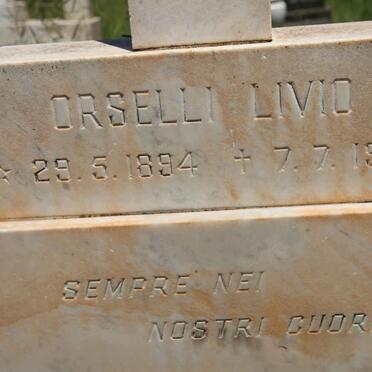 ORSELLI LIVIO
* 29.5.1894 + 7.7.19
SEMPRE NEI
NOSTRI CUOR